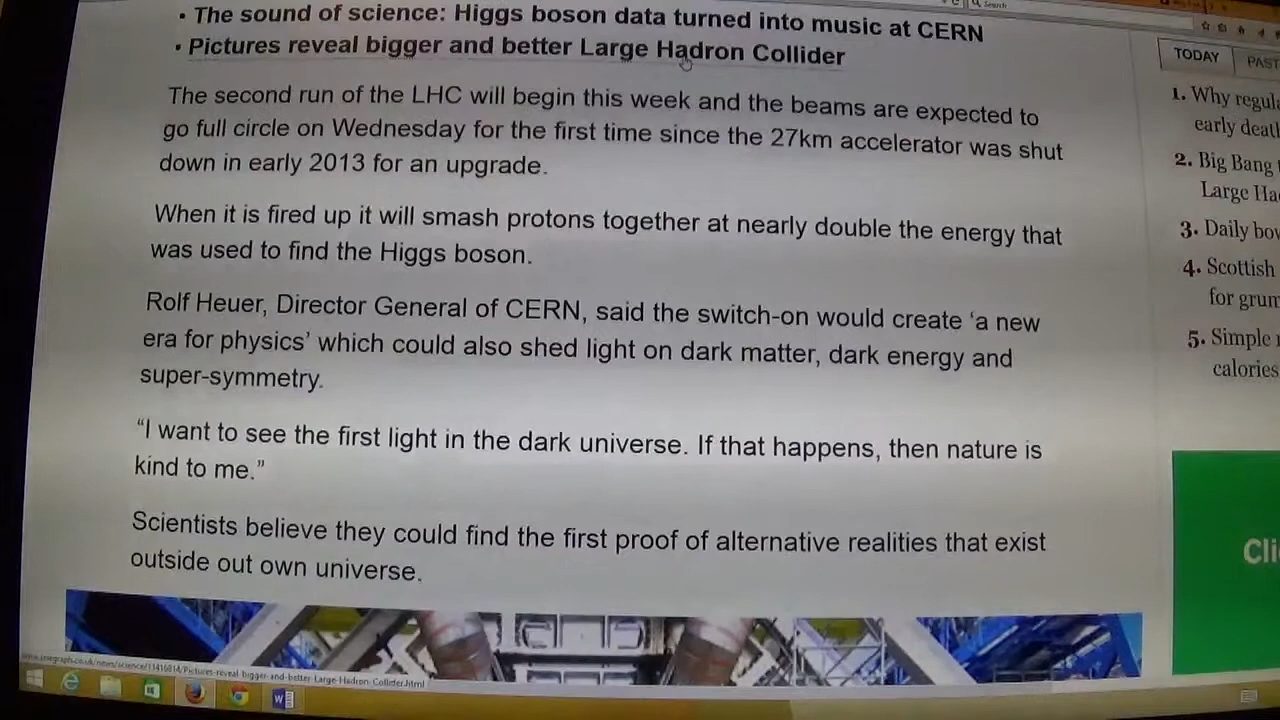 Search
• The sound of science: Higgs boson data turned into music at CERN
• Pictures reveal bigger and better Large Hadron Collider
The second run of the LHC will begin this week and the beams are expected to
go full circle on Wednesday for the first time since the 27km accelerator was shut
down in early 2013 for an upgrade.
When it is fired up it will smash protons together at nearly double the energy that
was used to find the Higgs boson.
Rolf Heuer, Director General of CERN, said the switch-on would create ‘a new
era for physics’ which could also shed light on dark matter, dark energy and
super-symmetry.
“I want to see the first light in the dark universe. If that happens, then nature is
kind to me.”
Scientists believe they could find the first proof of alternative realities that exist
outside out own universe.
TODAY PAST
1. Why regul
early deat
2. Big Bang
Large Ha
3. Daily bo
4. Scottish
for grun
5. Simple
calories
Cli